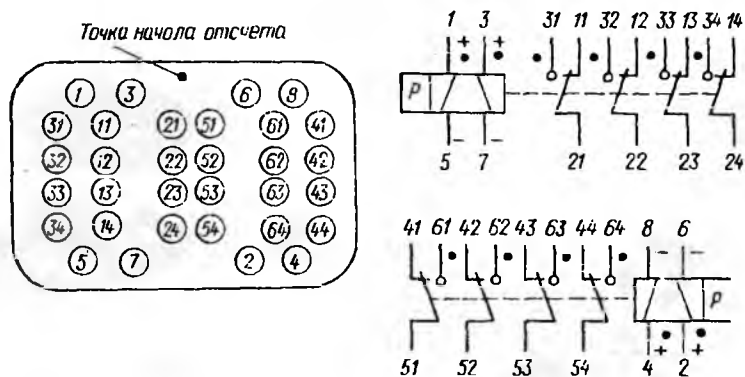 Точка начола отсчета
1 3 6 8
31 11 21 51 61 41
32 12 22 52 62 42
33 13 23 53 63 43
34 14 24 54 64 44
5 7 2 4
1 3 31 11 32 12 33 13 34 14
+ +
P
- -
5 7 21 22 23 24
41 61 42 62 43 63 44 64 8 6
- -
P
+ +
51 52 53 54 4 2